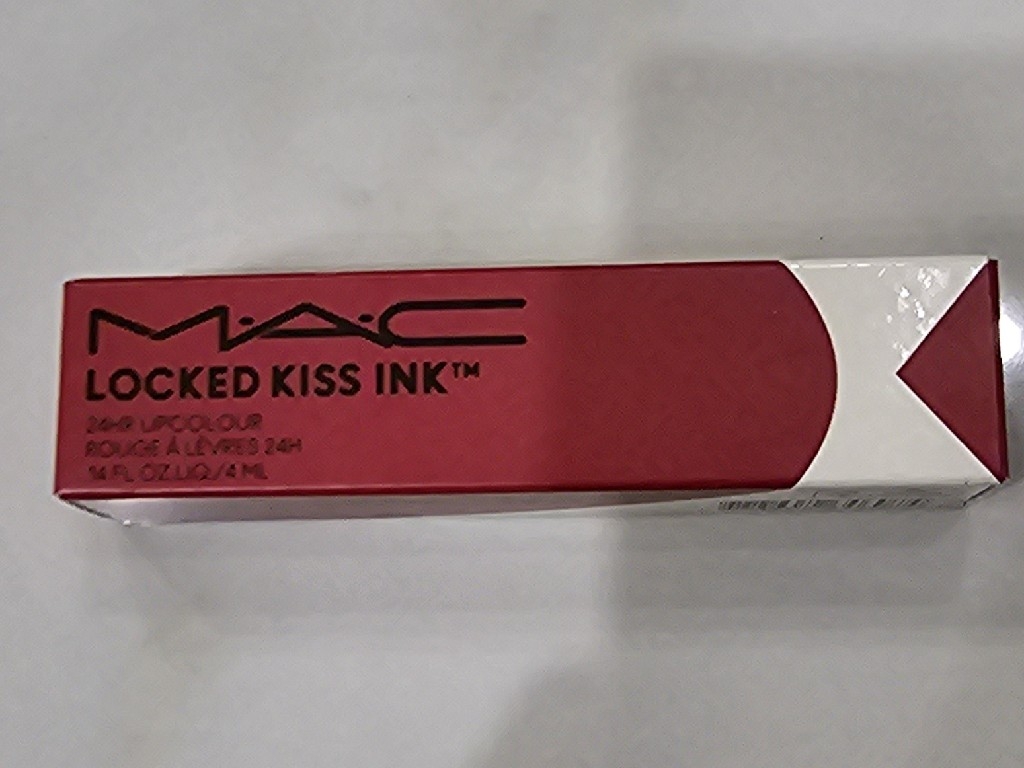 M·A·C
LOCKED KISS INK™
24HR LIPCOLOUR
ROUGE À LÈVRES 24H
.14 FL OZ LIQ./4 ML